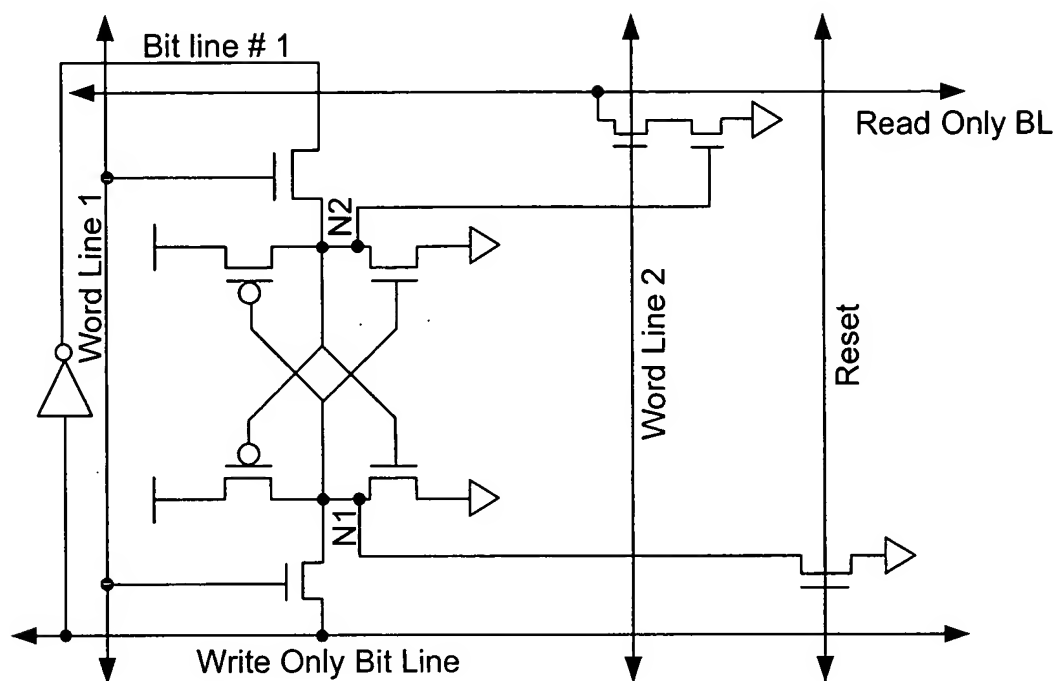 Bit line # 1
Read Only BL
Word Line 1
N2
Word Line 2
Reset
N1
Write Only Bit Line